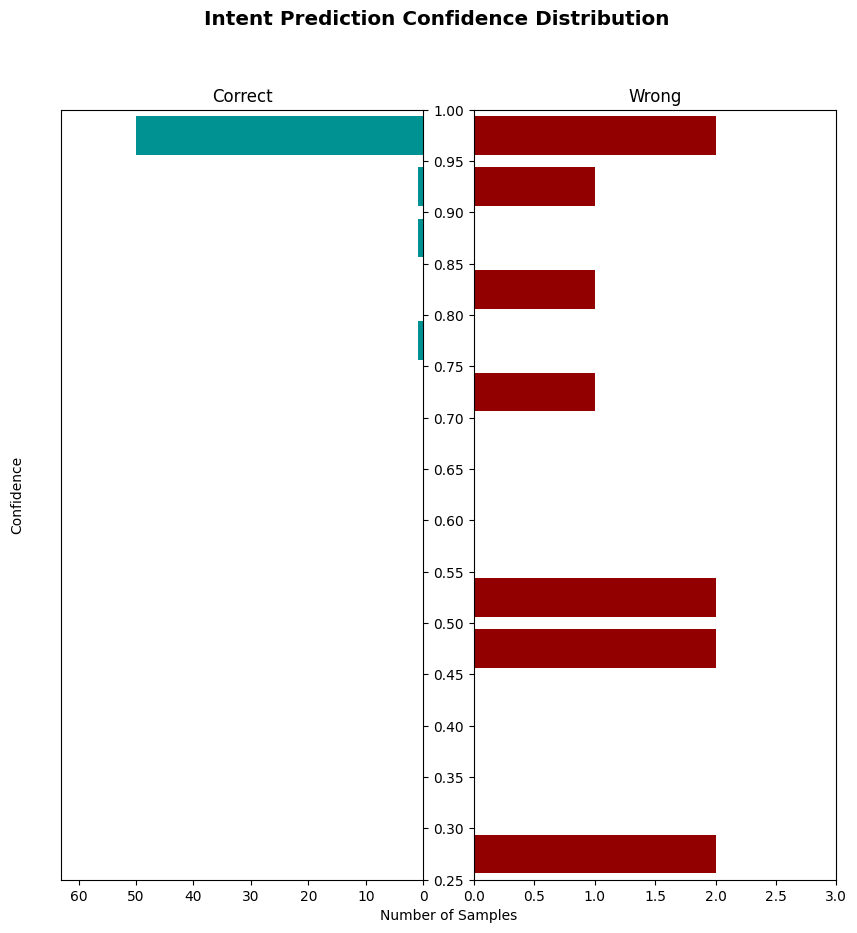 Intent Prediction Confidence Distribution
Correct
Wrong
1.00
0.95
0.90
0.85
0.80
0.75
0.70
0.65
0.60
0.55
0.50
0.45
0.40
0.35
0.30
0.25
Confidence
60 50 40 30 20 10 0
0.0 0.5 1.0 1.5 2.0 2.5 3.0
Number of Samples